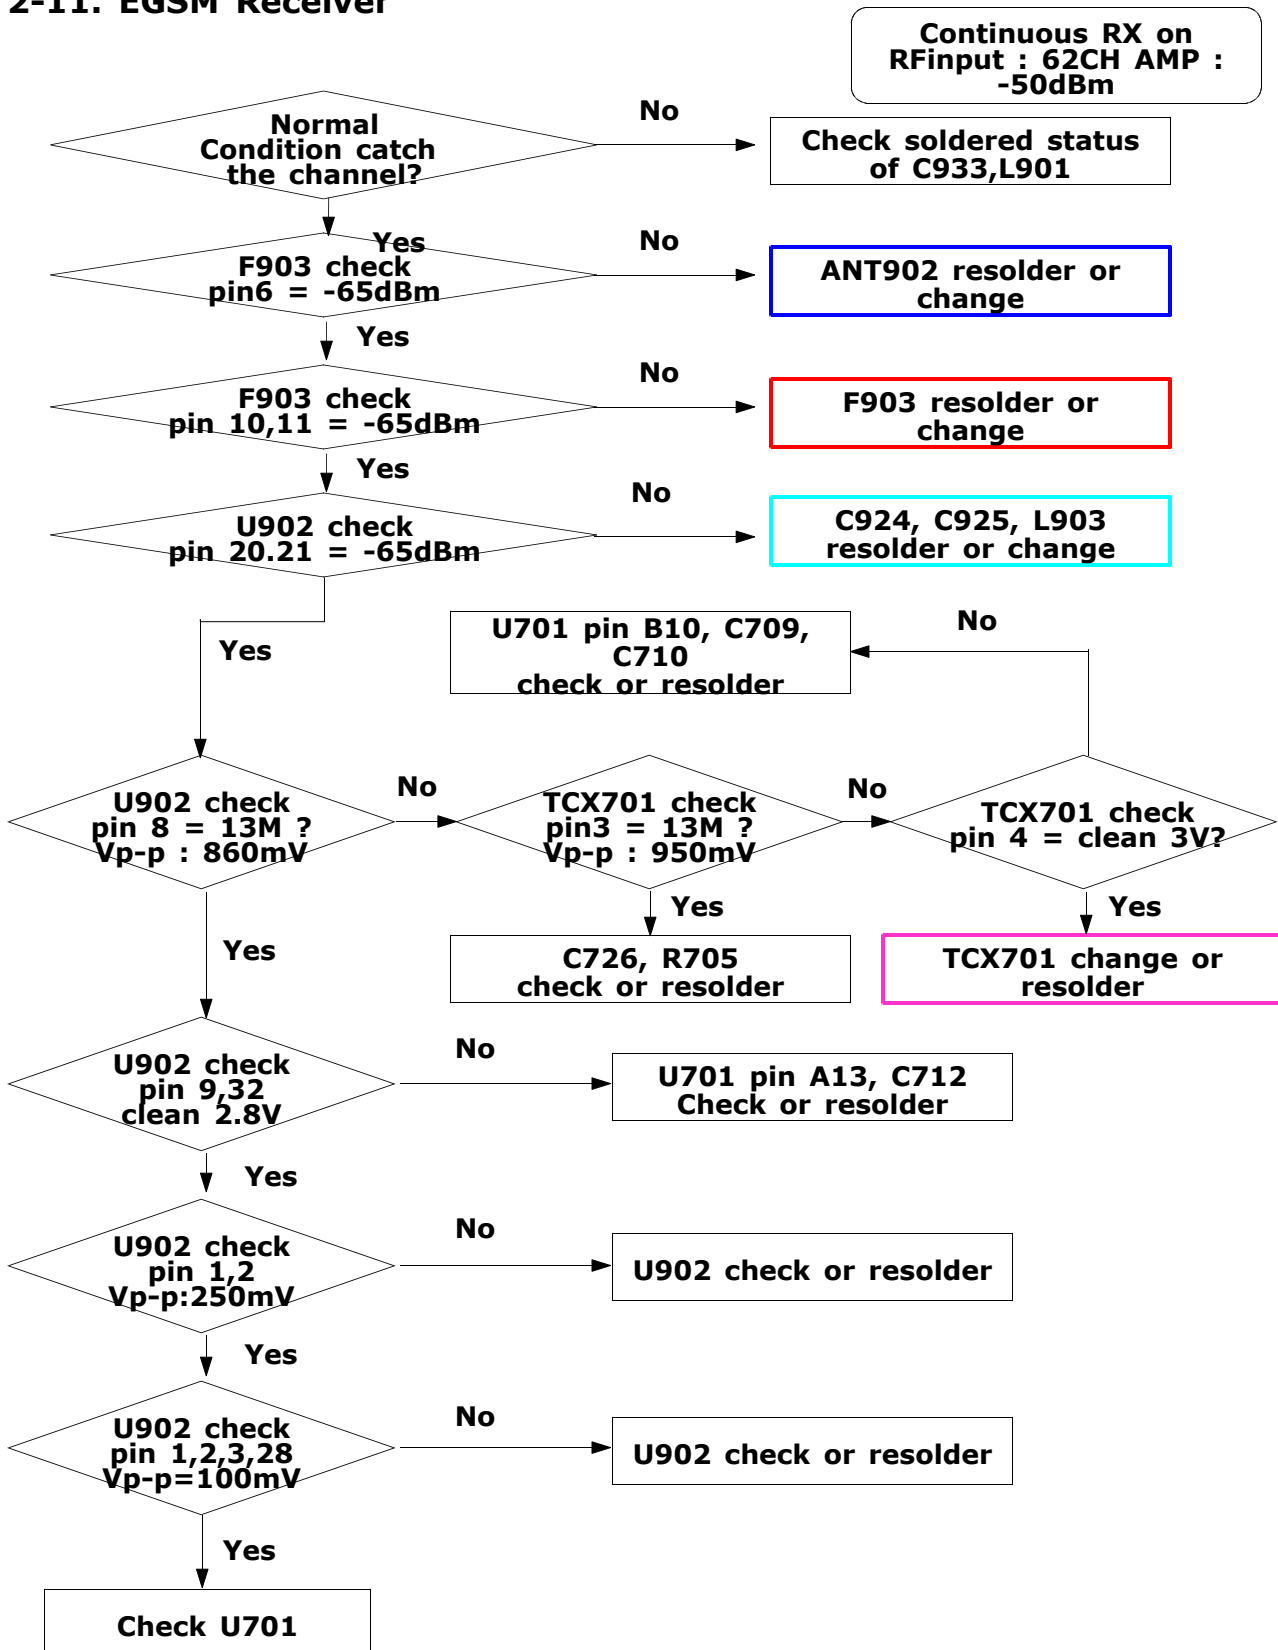 2-11. EGSM Receiver
Continuous RX on
RFinput : 62CH AMP :
-50dBm
Normal
Condition catch
the channel?
No
Check soldered status
of C933,L901
Yes
F903 check
pin6 = -65dBm
No
ANT902 resolder or
change
Yes
F903 check
pin 10,11 = -65dBm
No
F903 resolder or
change
Yes
U902 check
pin 20.21 = -65dBm
No
C924, C925, L903
resolder or change
Yes
U701 pin B10, C709,
C710
check or resolder
No
U902 check
pin 8 = 13M ?
Vp-p : 860mV
No
TCX701 check
pin3 = 13M ?
Vp-p : 950mV
No
TCX701 check
pin 4 = clean 3V?
Yes
Yes
Yes
C726, R705
check or resolder
TCX701 change or
resolder
U902 check
pin 9,32
clean 2.8V
No
U701 pin A13, C712
Check or resolder
Yes
U902 check
pin 1,2
Vp-p:250mV
No
U902 check or resolder
Yes
U902 check
pin 1,2,3,28
Vp-p=100mV
No
U902 check or resolder
Yes
Check U701